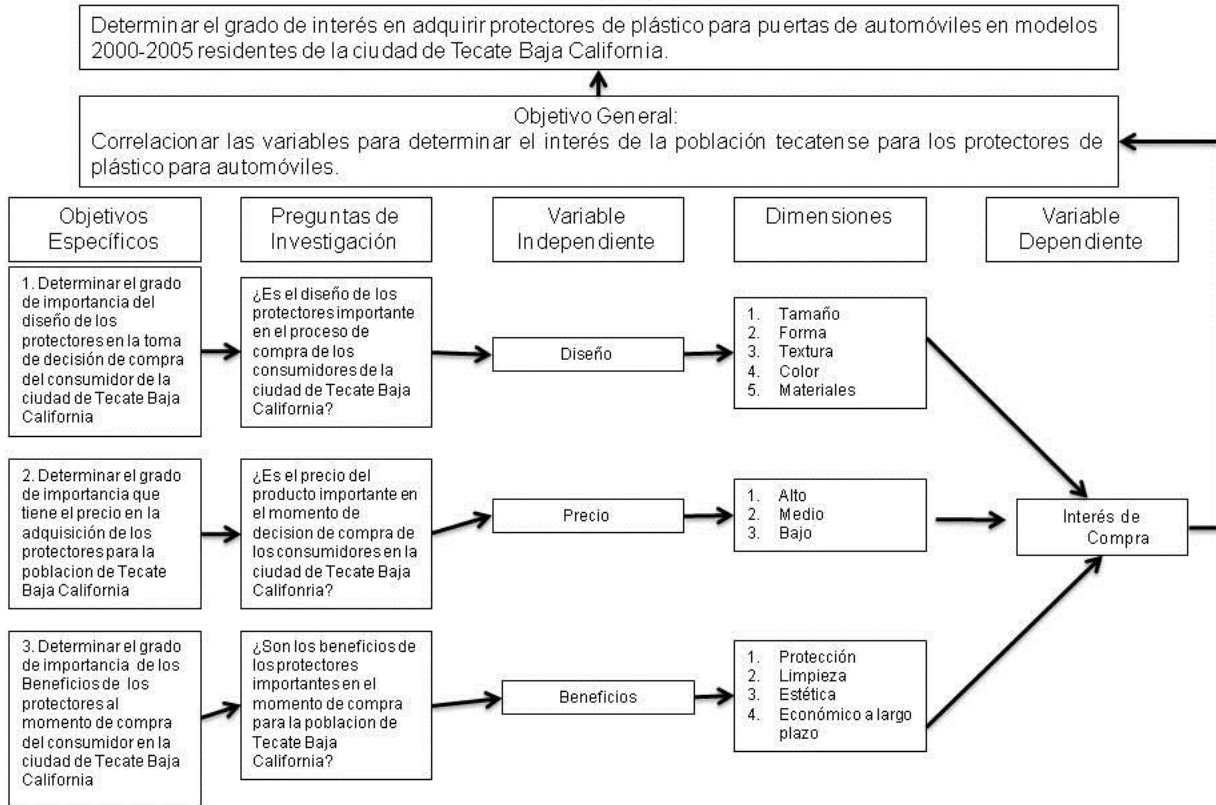 Determinar el grado de interés en adquirir protectores de plástico para puertas de automóviles en modelos
2000-2005 residentes de la ciudad de Tecate Baja California.
Objetivo General:
Correlacionar las variables para determinar el interés de la población tecatense para los protectores de
plástico para automóviles.
Objetivos
Específicos
Preguntas de
Investigación
Variable
Independiente
Dimensiones
Variable
Dependiente
1. Determinar el grado
de importancia del
diseño de los
protectores en la toma
de decisión de compra
del consumidor de la
ciudad de Tecate Baja
California
¿Es el diseño de los
protectores importante
en el proceso de
compra de los
consumidores de la
ciudad de Tecate Baja
California?
Diseño
1. Tamaño
2. Forma
3. Textura
4. Color
5. Materiales
2. Determinar el grado
de importancia que
tiene el precio en la
adquisición de los
protectores para la
poblacion de Tecate
Baja California
¿Es el precio del
producto importante en
el momento de
decision de compra de
los consumidores en la
ciudad de Tecate Baja
Califonria?
Precio
1. Alto
2. Medio
3. Bajo
Interés de
Compra
3. Determinar el grado
de importancia de los
Beneficios de los
protectores al
momento de compra
del consumidor en la
ciudad de Tecate Baja
California
¿Son los beneficios de
los protectores
importantes en el
momento de compra
para la poblacion de
Tecate Baja
California?
Beneficios
1. Protección
2. Limpieza
3. Estética
4. Económico a largo
plazo